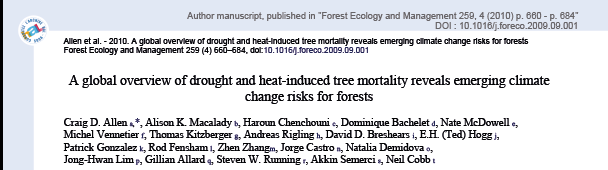 Author manuscript, published in "Forest Ecology and Management 259, 4 (2010) p. 660 - p. 684"
DOI : 10.1016/j.foreco.2009.09.001
Allen et al. - 2010. A global overview of drought and heat-induced tree mortality reveals emerging climate change risks for forests
Forest Ecology and Management 259 (4) 660–684, doi:10.1016/j.foreco.2009.09.001
A global overview of drought and heat-induced tree mortality reveals emerging climate
change risks for forests
Craig D. Allen a,*, Alison K. Macalady b, Haroun Chenchouni c, Dominique Bachelet d, Nate McDowell e,
Michel Vennetier f, Thomas Kitzberger g, Andreas Rigling h, David D. Breshears i, E.H. (Ted) Hogg j,
Patrick Gonzalez k, Rod Fensham l, Zhen Zhangm, Jorge Castro n, Natalia Demidova o,
Jong-Hwan Lim p, Gillian Allard q, Steven W. Running r, Akkin Semerci s, Neil Cobb t